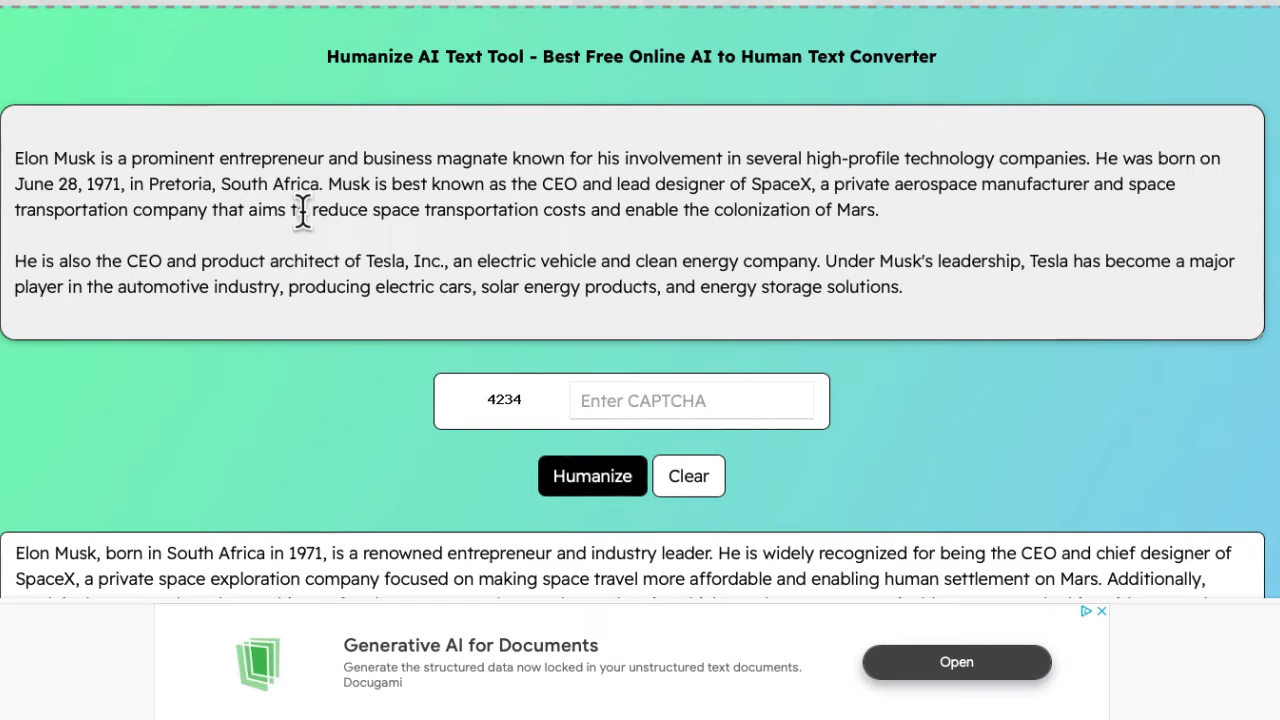 Humanize AI Text Tool - Best Free Online AI to Human Text Converter
Elon Musk is a prominent entrepreneur and business magnate known for his involvement in several high-profile technology companies. He was born on
June 28, 1971, in Pretoria, South Africa. Musk is best known as the CEO and lead designer of SpaceX, a private aerospace manufacturer and space
transportation company that aims to reduce space transportation costs and enable the colonization of Mars.
He is also the CEO and product architect of Tesla, Inc., an electric vehicle and clean energy company. Under Musk's leadership, Tesla has become a major
player in the automotive industry, producing electric cars, solar energy products, and energy storage solutions.
4234 Enter CAPTCHA
Humanize Clear
Elon Musk, born in South Africa in 1971, is a renowned entrepreneur and industry leader. He is widely recognized for being the CEO and chief designer of
SpaceX, a private space exploration company focused on making space travel more affordable and enabling human settlement on Mars. Additionally,
Generative AI for Documents
Generate the structured data now locked in your unstructured text documents.
Docugami
Open